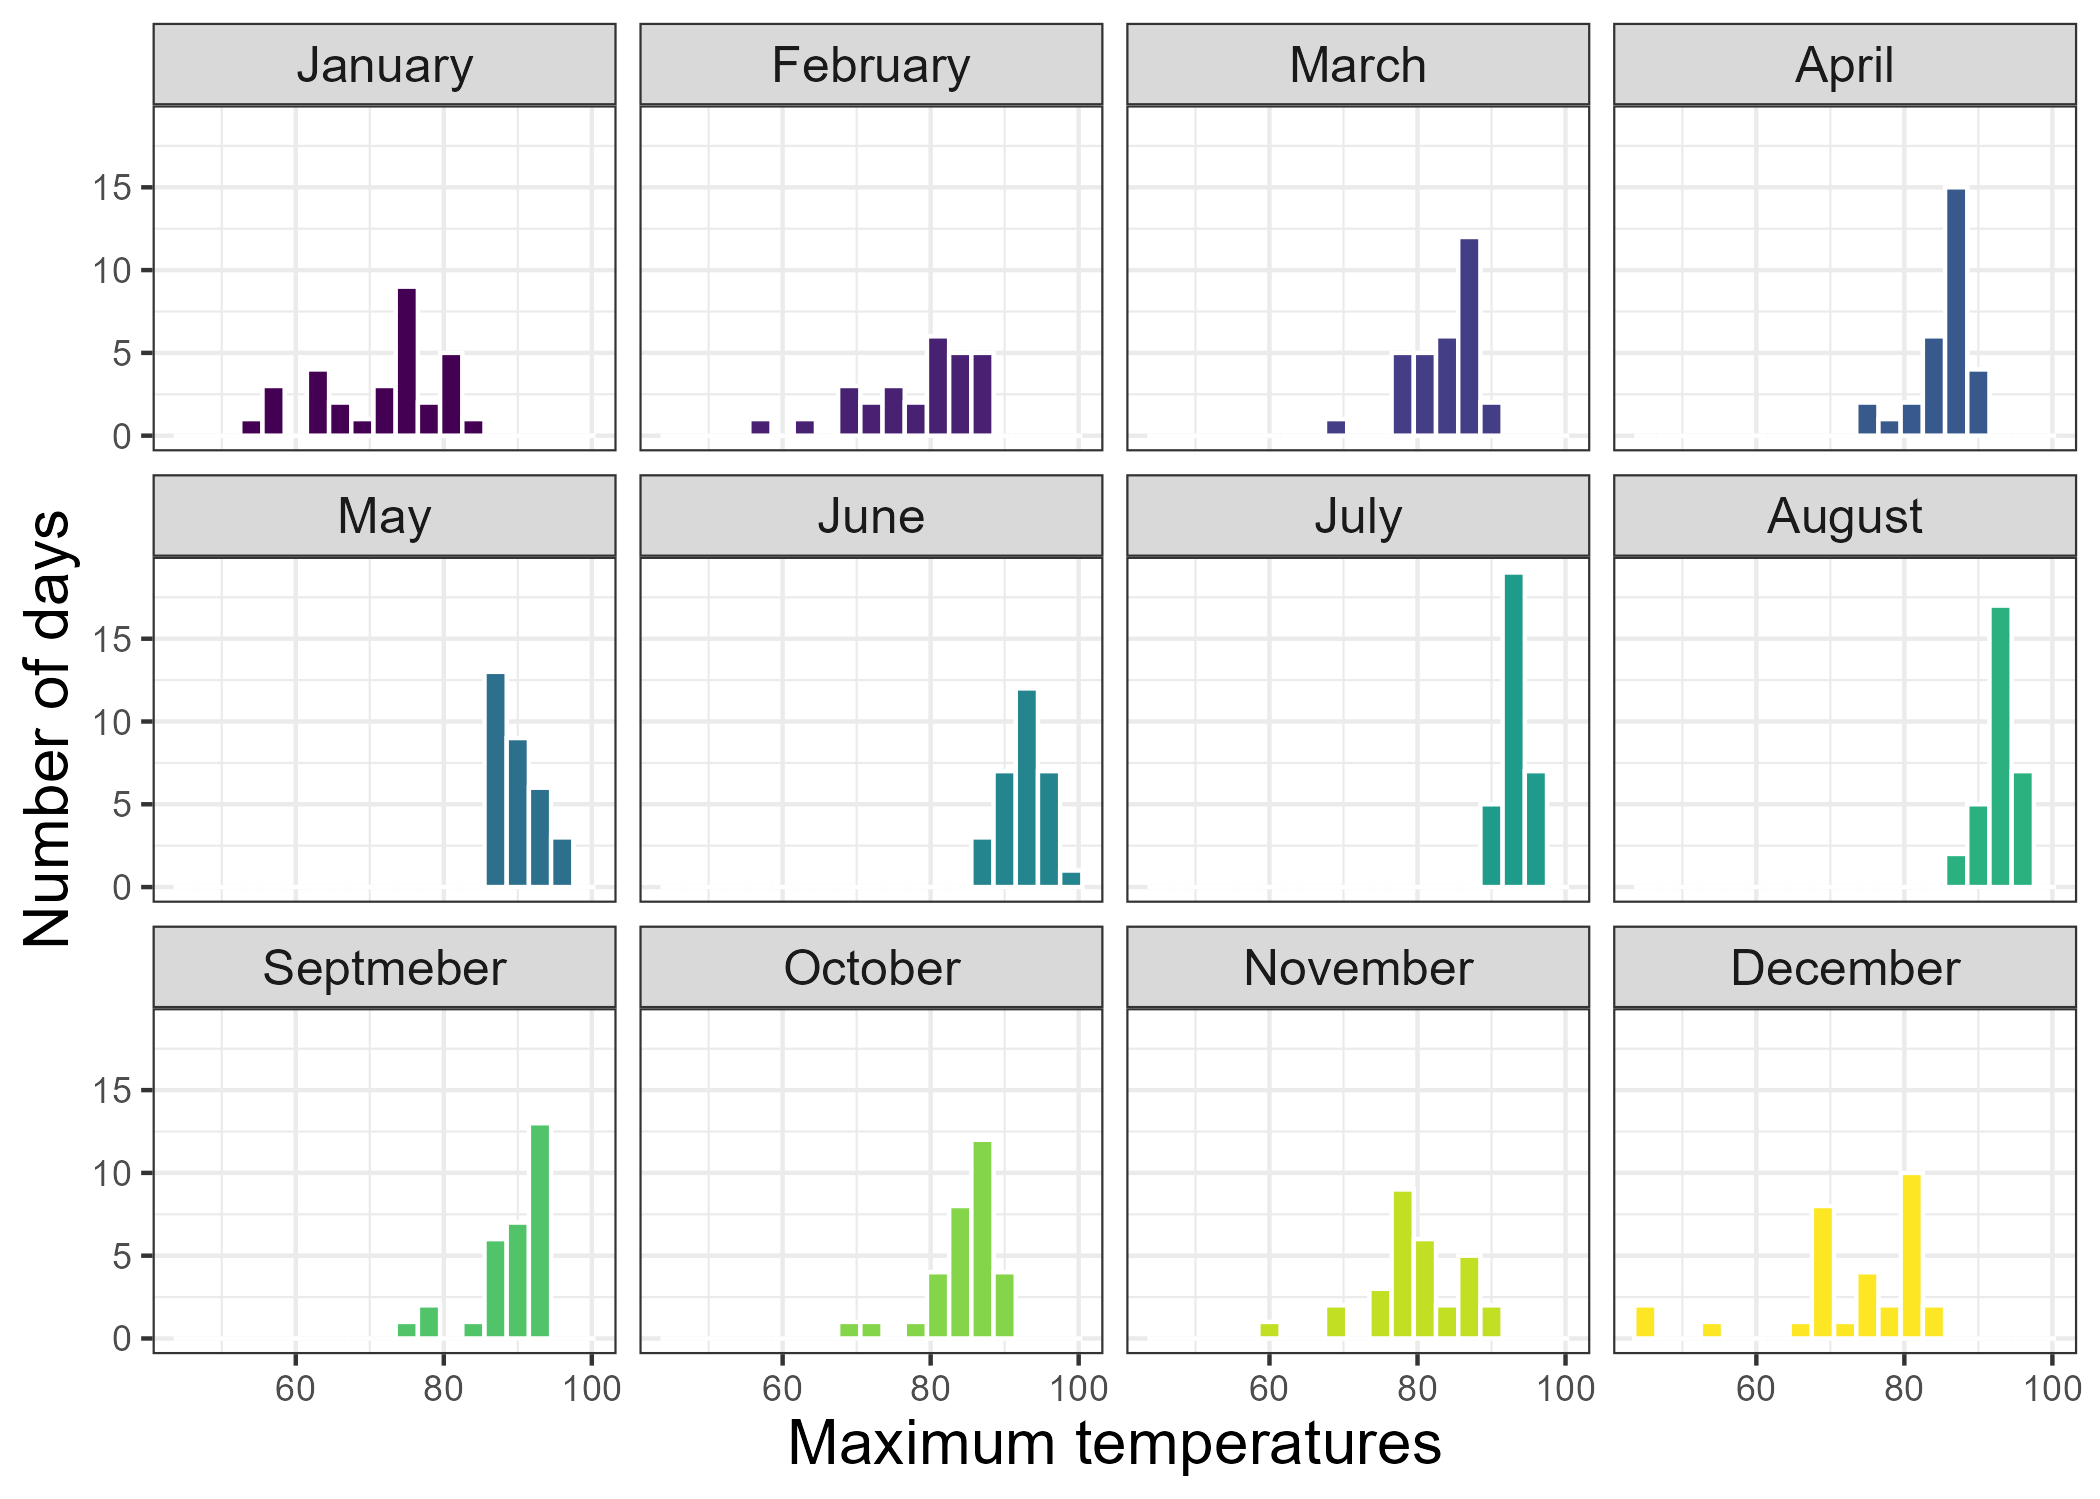 January February March April
15
10
5
0
May June July August
15
10
5
0
Number of days
Septmeber October November December
15
10
5
0
60 80 100 60 80 100 60 80 100 60 80 100
Maximum temperatures